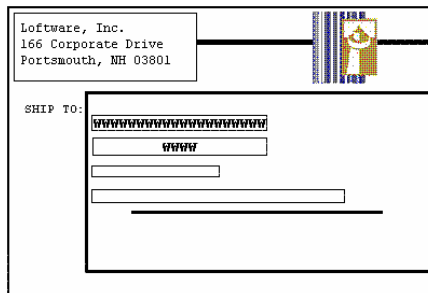 Loftware, Inc.
166 Corporate Drive
Portsmouth, NH 03801
SHIP TO:
WWWWWWWWWWWWWWWWWWWW
WWWW